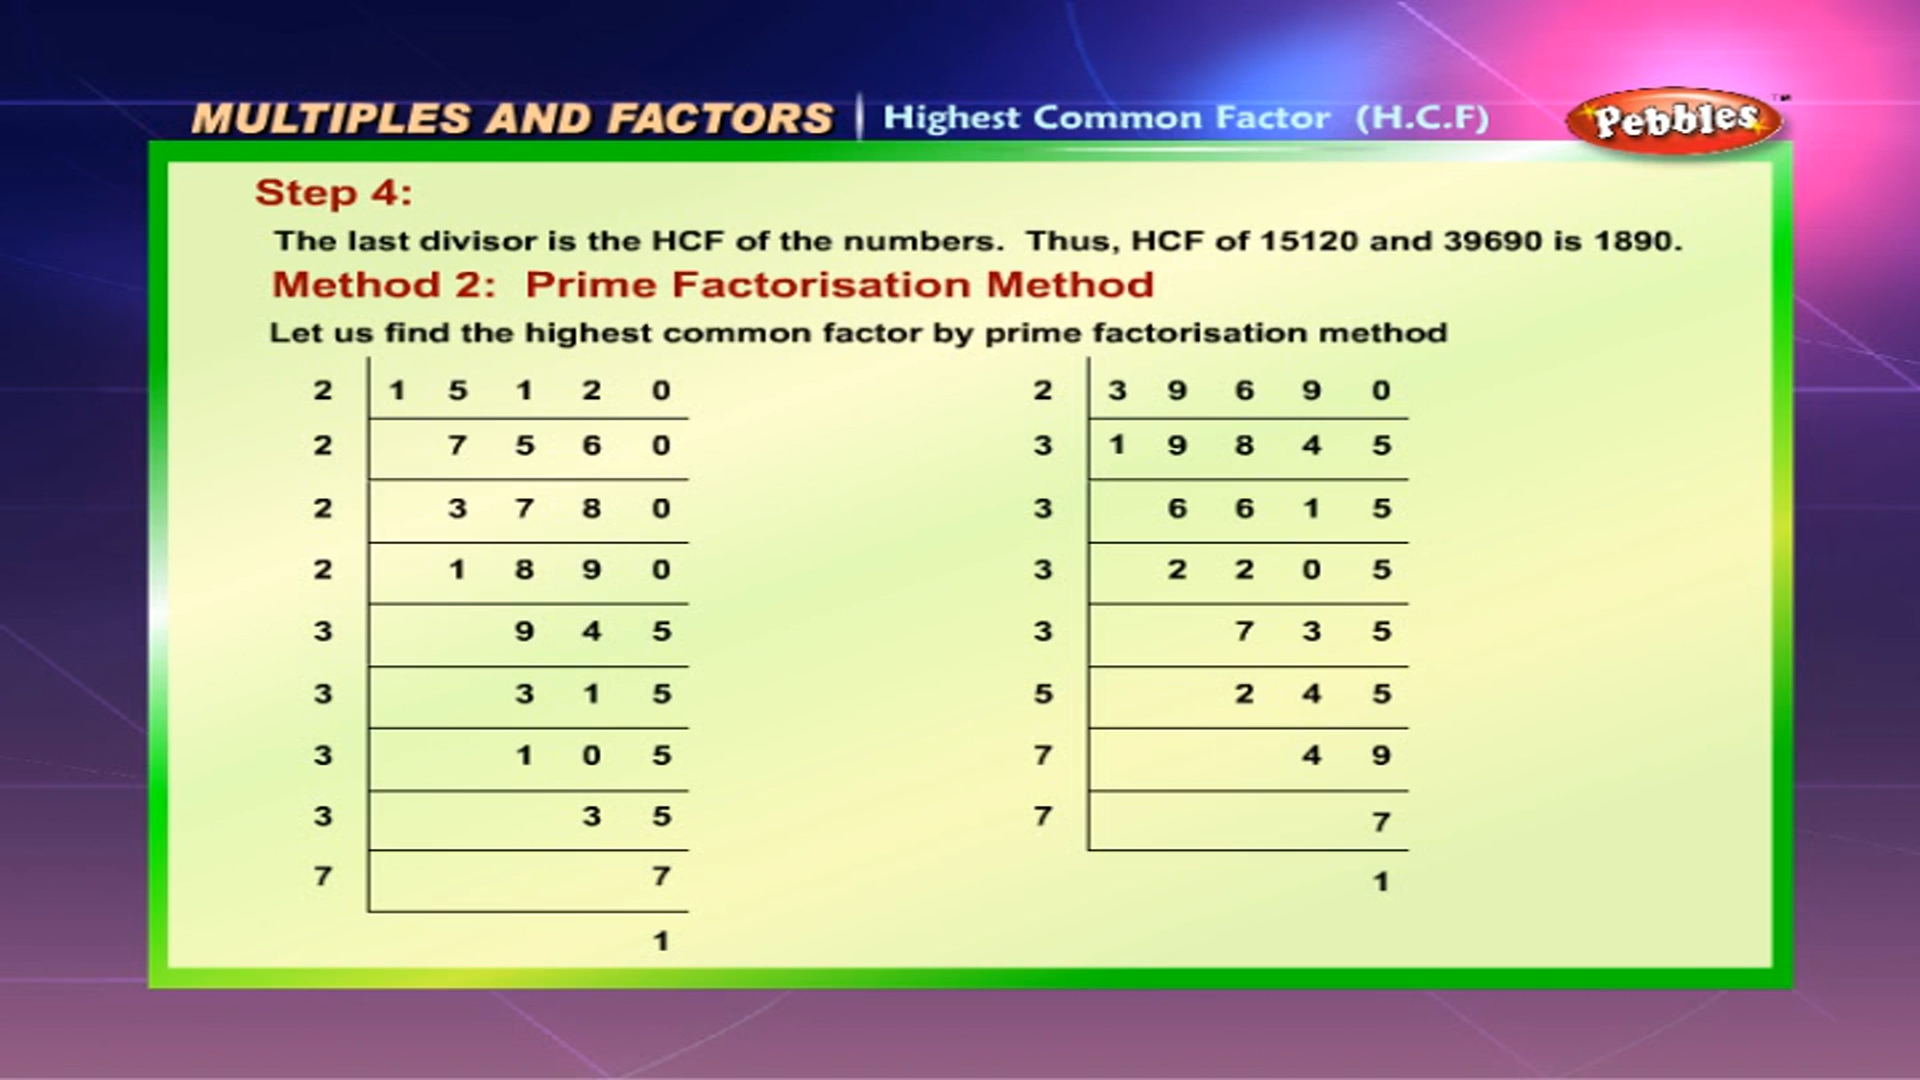 MULTIPLES AND FACTORS | Highest Common Factor (H.C.F)
Pebbles™
Step 4:
The last divisor is the HCF of the numbers. Thus, HCF of 15120 and 39690 is 1890.
Method 2: Prime Factorisation Method
Let us find the highest common factor by prime factorisation method
2 | 1 5 1 2 0
2 | 7 5 6 0
2 | 3 7 8 0
2 | 1 8 9 0
3 | 9 4 5
3 | 3 1 5
3 | 1 0 5
3 | 3 5
7 | 7
1
2 | 3 9 6 9 0
3 | 1 9 8 4 5
3 | 6 6 1 5
3 | 2 2 0 5
3 | 7 3 5
5 | 2 4 5
7 | 4 9
7 | 7
1